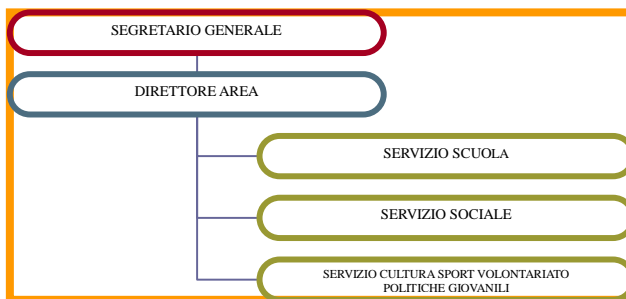 SEGRETARIO GENERALE
DIRETTORE AREA
SERVIZIO SCUOLA
SERVIZIO SOCIALE
SERVIZIO CULTURA SPORT VOLONTARIATO
POLITICHE GIOVANILI